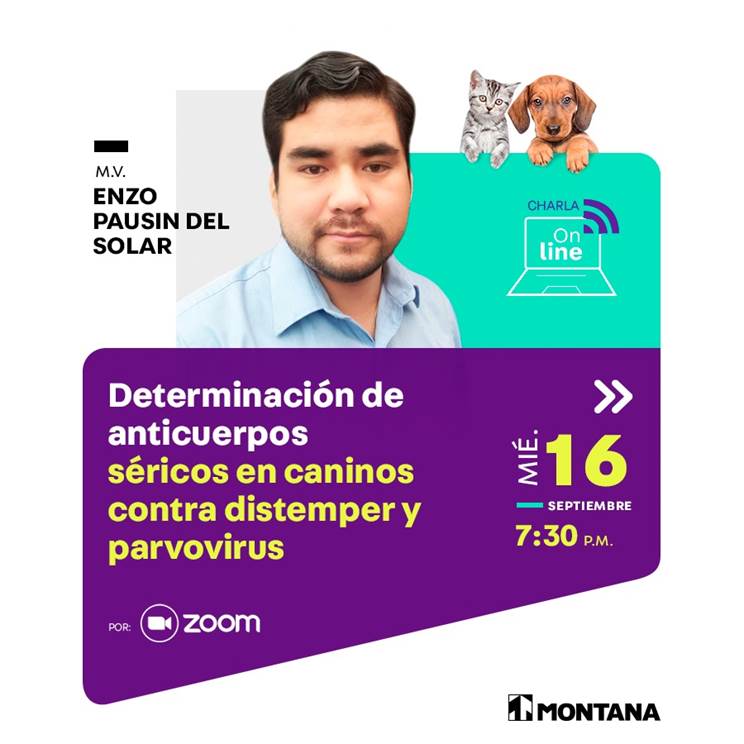 M.V.
ENZO
PAUSIN DEL
SOLAR
CHARLA
On
line
Determinación de
anticuerpos
séricos en caninos
contra distemper y
parvovirus
MIÉ. 16
SEPTIEMBRE
7:30 P.M.
POR: zoom
MONTANA